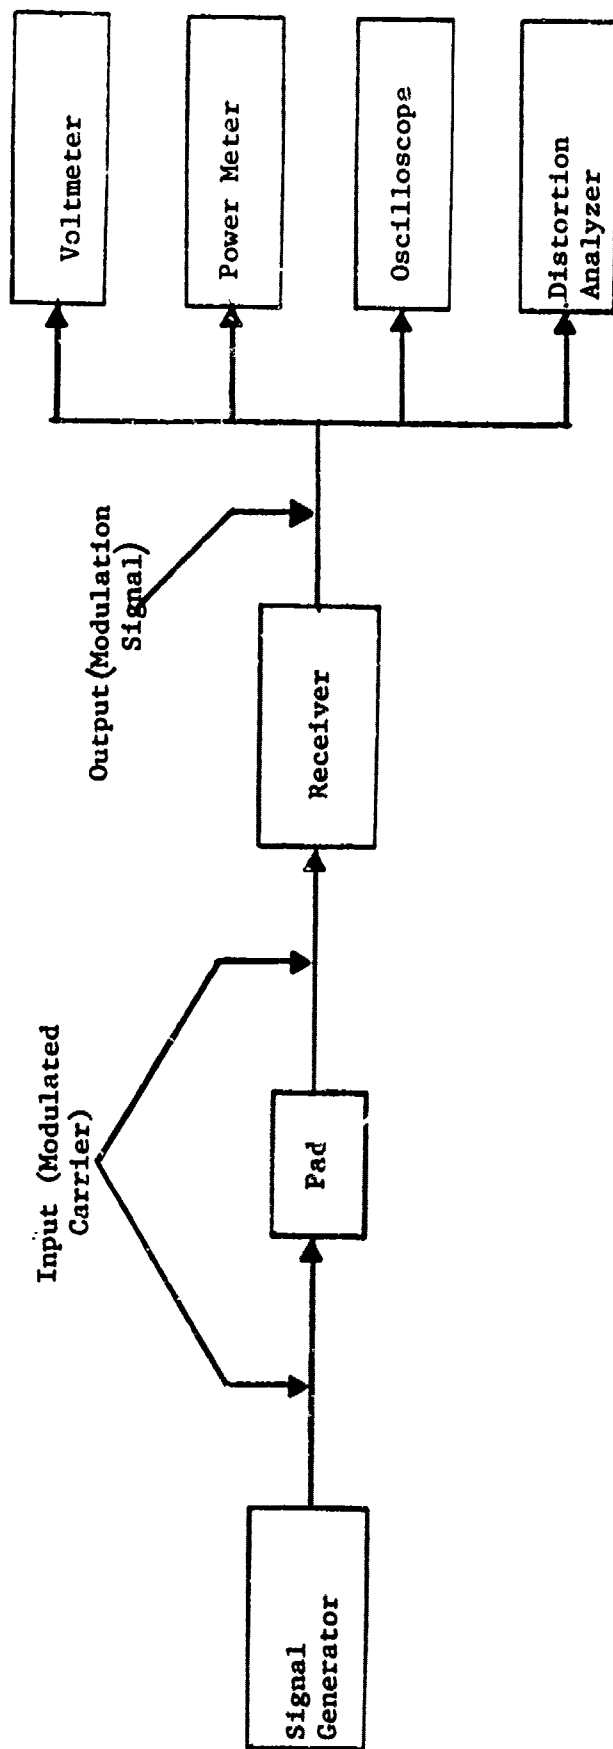 Signal
Generator
Input (Modulated
Carrier)
Pad
Receiver
Output(Modulation
Signal)
Voltmeter
Power Meter
Oscilloscope
Distortion
Analyzer